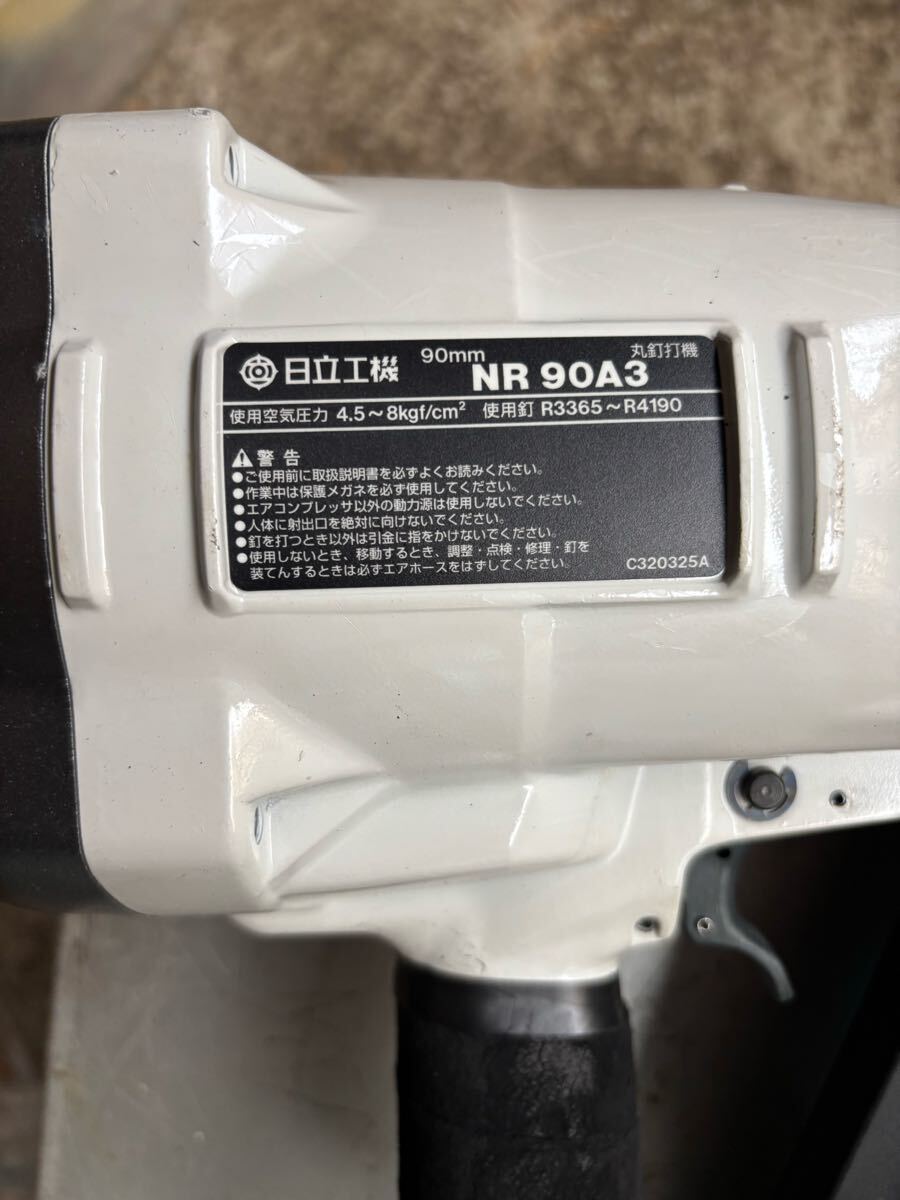 日立工機 90mm NR 90A3 丸釘打機
使用空気圧力 4.5〜8kgf/cm² 使用釘 R3365〜R4190
警告
●ご使用前に取扱説明書を必ずよくお読みください。
●作業中は保護メガネを必ず使用してください。
●エアコンプレッサ以外の動力源は使用しないでください。
●人体に射出口を絶対に向けないでください。
●釘を打つとき以外は引金に指をかけないでください。
●使用しないとき、移動するとき、調整・点検・修理・釘を
装てんするときは必ずエアホースをはずしてください.
C320325A